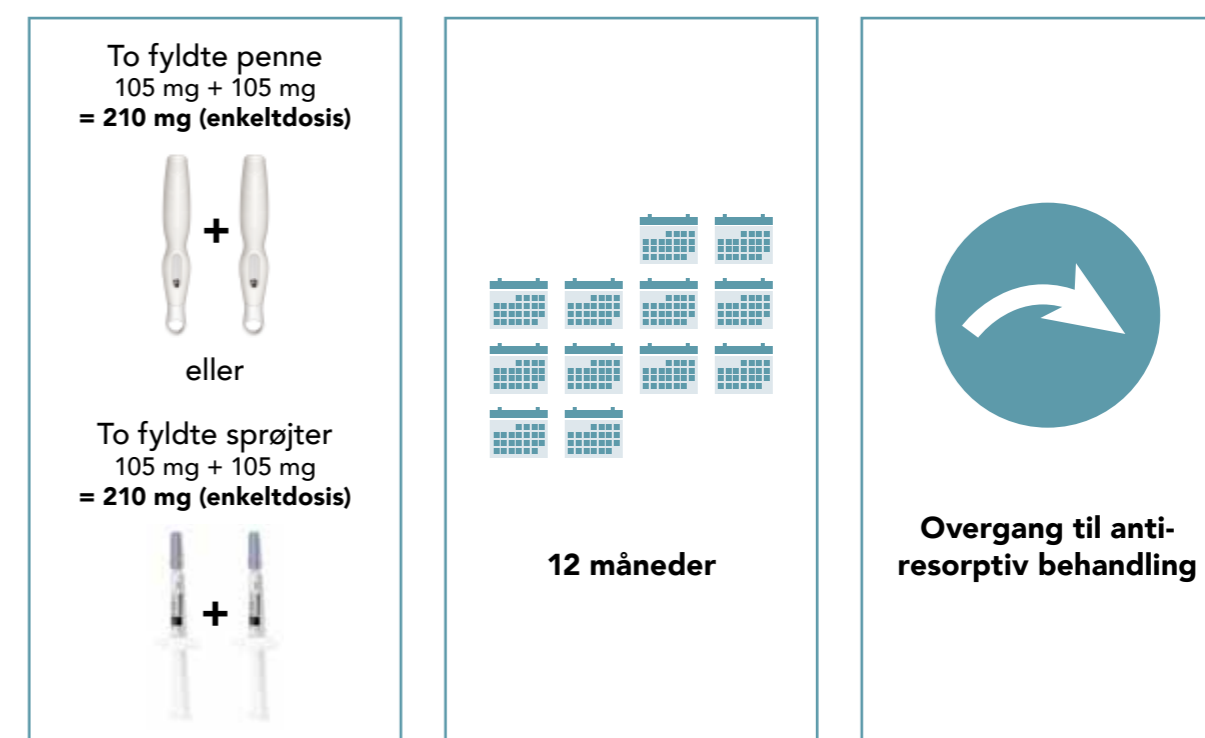 To fyldte penne
105 mg + 105 mg
= 210 mg (enkeltdosis)
+
eller
To fyldte sprøjter
105 mg + 105 mg
= 210 mg (enkeltdosis)
+
12 måneder
Overgang til anti-
resorptiv behandling